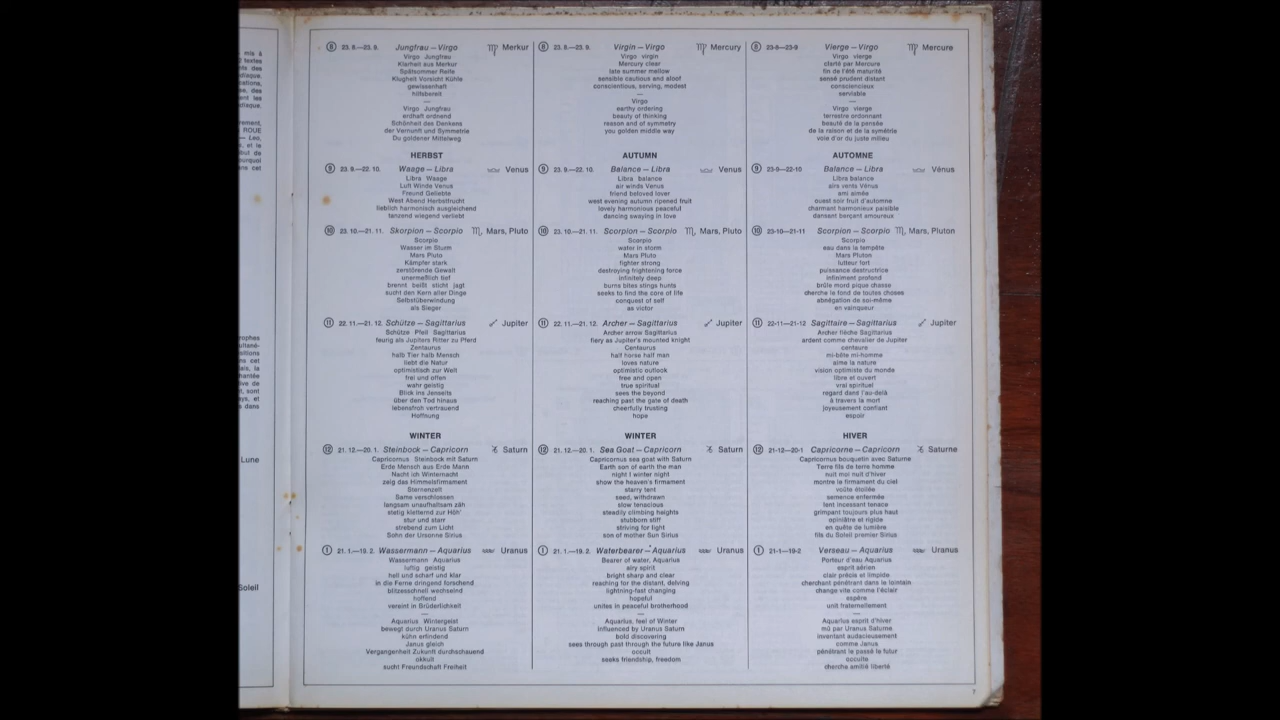 mis à
textes
des
diaque.
cations,
des
ant les
diaque.
rement,
ROUE
Leo,
et le
but de
urquoi
cet
rophes
ultané-
sitions
ns cet
ais, la
hantée
tive de
sont
ays, et
dans
Lune
Soleil
⑧ 23. 8.—23. 9. Jungfrau – Virgo ♍ Merkur
Virgo Jungfrau
Klarheit aus Merkur
Spätsommer Reife
Klugheit Vorsicht Kühle
gewissenhaft
hilfsbereit
—
Virgo Jungfrau
erdhaft ordnend
Schönheit des Denkens
der Vernunft und Symmetrie
Du goldener Mittelweg
HERBST
⑨ 23. 9.—22. 10. Waage – Libra Venus
Libra Waage
Luft Winde Venus
Freund Geliebte
West Abend Herbstfrucht
lieblich harmonisch ausgleichend
tanzend wiegend verliebt
⑩ 23. 10.—21. 11. Skorpion – Scorpio ♏ Mars, Pluto
Scorpio
Wasser im Sturm
Mars Pluto
Kämpfer stark
zerstörende Gewalt
unermeßlich tief
brennt beißt sticht jagt
sucht den Kern aller Dinge
Selbstüberwindung
als Sieger
⑪ 22. 11.—21. 12. Schütze – Sagittarius ♐ Jupiter
Schütze Pfeil Sagittarius
feurig als Jupiters Ritter zu Pferd
Zentaurus
halb Tier halb Mensch
liebt die Natur
optimistisch zur Welt
frei und offen
wahr geistig
Blick ins Jenseits
über den Tod hinaus
lebensfroh vertrauend
Hoffnung
WINTER
⑫ 21. 12.—20. 1. Steinbock – Capricorn Saturn
Capricornus Steinbock mit Saturn
Erde Mensch aus Erde Mann
Nacht ich Winternacht
zeig das Himmelsfirmament
Sternenzelt
Same verschlossen
langsam unaufhaltsam zäh
stetig kletternd zur Höh'
stur und starr
strebend zum Licht
Sohn der Ursonne Sirius
① 21. 1.—19. 2. Wassermann – Aquarius Uranus
Wassermann Aquarius
luftig geistig
hell und scharf und klar
in die Ferne dringend forschend
blitzesschnell wechselnd
hoffend
vereint in Brüderlichkeit
—
Aquarius Wintergeist
bewegt durch Uranus Saturn
kühn erfindend
Janus gleich
Vergangenheit Zukunft durchschauend
okkult
sucht Freundschaft Freiheit
⑧ 23. 8.—23. 9. Virgin – Virgo ♍ Mercury
Virgo virgin
Mercury clear
late summer mellow
sensible cautious and aloof
conscientious, serving, modest
—
Virgo
earthy ordering
beauty of thinking
reason and of symmetry
you golden middle way
AUTUMN
⑨ 23. 9.—22. 10. Balance – Libra Venus
Libra balance
air winds Venus
friend beloved lover
west evening autumn ripened fruit
lovely harmonious peaceful
dancing swaying in love
⑩ 23. 10.—21. 11. Scorpion – Scorpio ♏ Mars, Pluto
Scorpio
water in storm
Mars Pluto
fighter strong
destroying frightening force
infinitely deep
burns bites stings hunts
seeks to find the core of life
conquest of self
as victor
⑪ 22. 11.—21. 12. Archer – Sagittarius ♐ Jupiter
Archer arrow Sagittarius
fiery as Jupiter's mounted knight
Centaurus
half horse half man
loves nature
optimistic outlook
free and open
true spiritual
sees the beyond
reaching past the gate of death
cheerfully trusting
hope
WINTER
⑫ 21. 12.—20. 1. Sea Goat – Capricorn Saturn
Capricornus sea goat with Saturn
Earth son of earth the man
night I winter night
show the heaven's firmament
starry tent
seed, withdrawn
slow tenacious
steadily climbing heights
stubborn stiff
striving for light
son of mother Sun Sirius
① 21. 1.—19. 2. Waterbearer – Aquarius Uranus
Bearer of water, Aquarius
airy spirit
bright sharp and clear
reaching for the distant, delving
lightning-fast changing
hopeful
unites in peaceful brotherhood
—
Aquarius, feel of Winter
influenced by Uranus Saturn
bold discovering
sees through past through the future like Janus
occult
seeks friendship, freedom
⑧ 23-8—23-9 Vierge – Virgo ♍ Mercure
Virgo vierge
clarté par Mercure
fin de l'été maturité
sensé prudent distant
consciencieux
serviable
—
Virgo vierge
terrestre ordonnant
beauté de la pensée
de la raison et de la symétrie
voie d'or du juste milieu
AUTOMNE
⑨ 23-9—22-10 Balance – Libra Vénus
Libra balance
airs vents Vénus
ami aimée
ouest soir fruit d'automne
charmant harmonieux paisible
dansant berçant amoureux
⑩ 23-10—21-11 Scorpion – Scorpio ♏ Mars, Pluton
Scorpio
eau dans la tempête
Mars Pluton
lutteur fort
puissance destructrice
infiniment profond
brûle mord pique chasse
cherche le fond de toutes choses
abnégation de soi-même
en vainqueur
⑪ 22-11—21-12 Sagittaire – Sagittarius ♐ Jupiter
Archer flèche Sagittarius
ardent comme chevalier de Jupiter
centaure
mi-bête mi-homme
aime la nature
vision optimiste du monde
libre et ouvert
vrai spirituel
regard dans l'au-delà
à travers la mort
joyeusement confiant
espoir
HIVER
⑫ 21-12—20-1 Capricorne – Capricorn Saturne
Capricornus bouquetin avec Saturne
Terre fils de terre homme
nuit moi nuit d'hiver
montre le firmament du ciel
voûte étoilée
semence enfermée
lent incessant tenace
grimpant toujours plus haut
opiniâtre et rigide
en quête de lumière
fils du Soleil premier Sirius
① 21-1—19-2 Verseau – Aquarius Uranus
Porteur d'eau Aquarius
esprit aérien
clair précis et limpide
cherchant pénétrant dans le lointain
change vite comme l'éclair
espère
unit fraternellement
—
Aquarius esprit d'hiver
mû par Uranus Saturne
inventant audacieusement
comme Janus
pénétrant le passé le futur
occulte
cherche amitié liberté
7